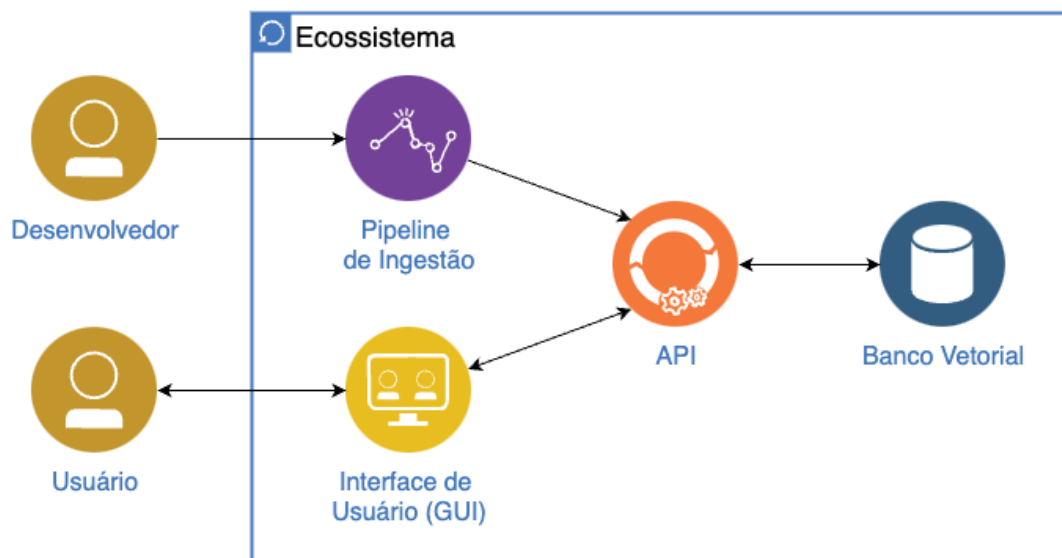 Ecossistema
Desenvolvedor
Pipeline
de Ingestão
API
Banco Vetorial
Usuário
Interface de
Usuário (GUI)